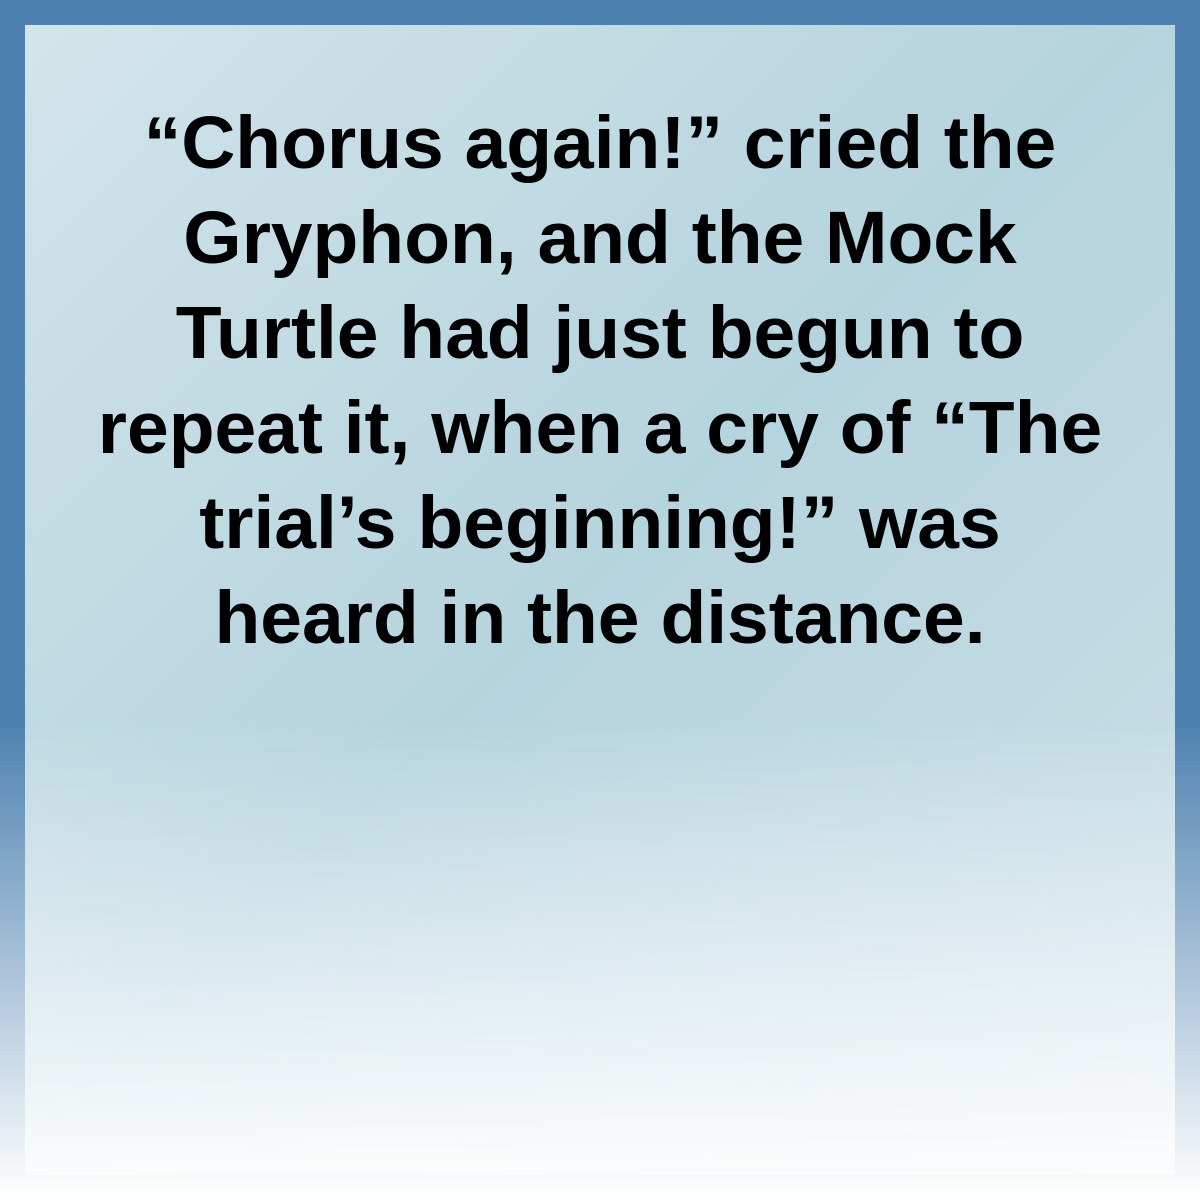 “Chorus again!” cried the
Gryphon, and the Mock
Turtle had just begun to
repeat it, when a cry of “The
trial’s beginning!” was
heard in the distance.